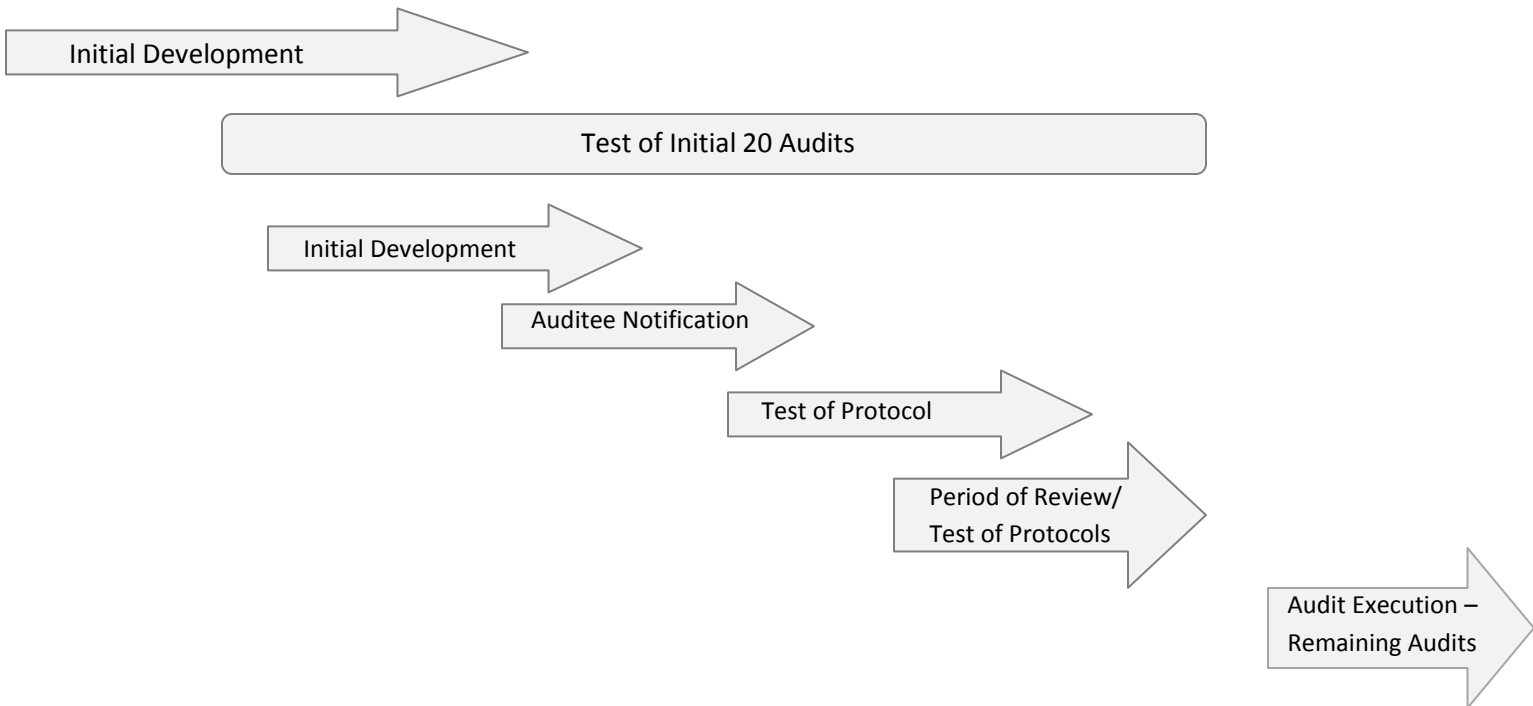 Initial Development
Test of Initial 20 Audits
Initial Development
Auditee Notification
Test of Protocol
Period of Review/
Test of Protocols
Audit Execution –
Remaining Audits